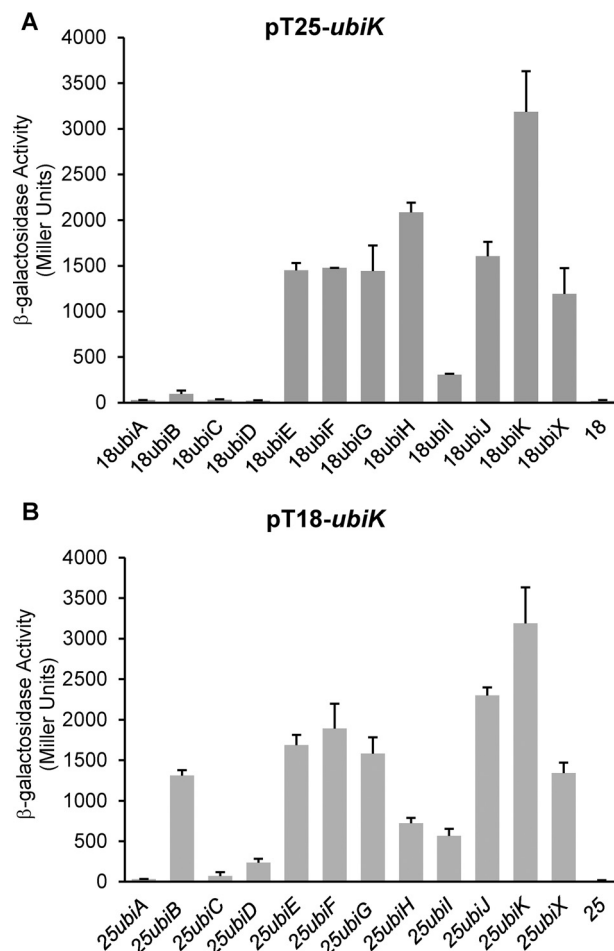 A
pT25-ubiK
β-galactosidase Activity
(Miller Units)
4000
3500
3000
2500
2000
1500
1000
500
0
18ubiA
18ubiB
18ubiC
18ubiD
18ubiE
18ubiF
18ubiG
18ubiH
18ubiI
18ubiJ
18ubiK
18ubiX
18
B
pT18-ubiK
β-galactosidase Activity
(Miller Units)
4000
3500
3000
2500
2000
1500
1000
500
0
25ubiA
25ubiB
25ubiC
25ubiD
25ubiE
25ubiF
25ubiG
25ubiH
25ubiI
25ubiJ
25ubiK
25ubiX
25